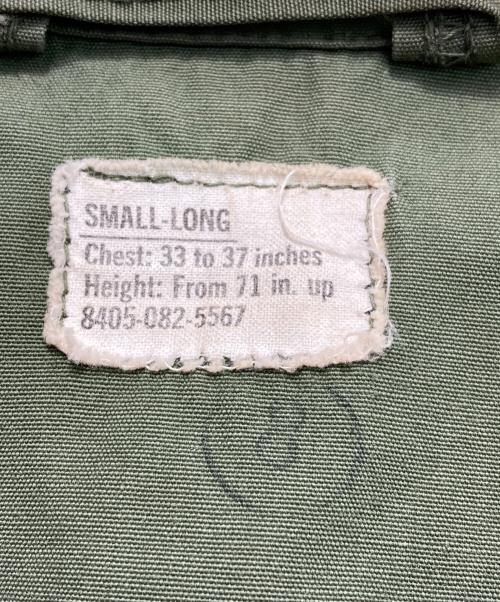 SMALL-LONG
Chest: 33 to 37 inches
Height: From 71 in. up
8405-082-5567